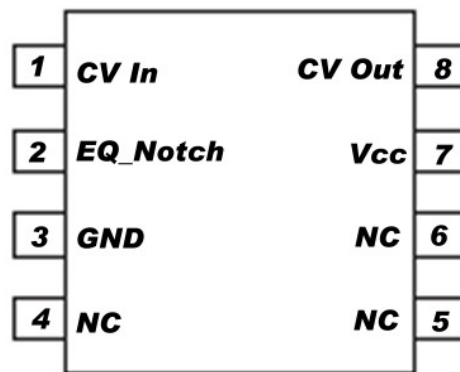 1 CV In CV Out 8
2 EQ_Notch Vcc 7
3 GND NC 6
4 NC NC 5